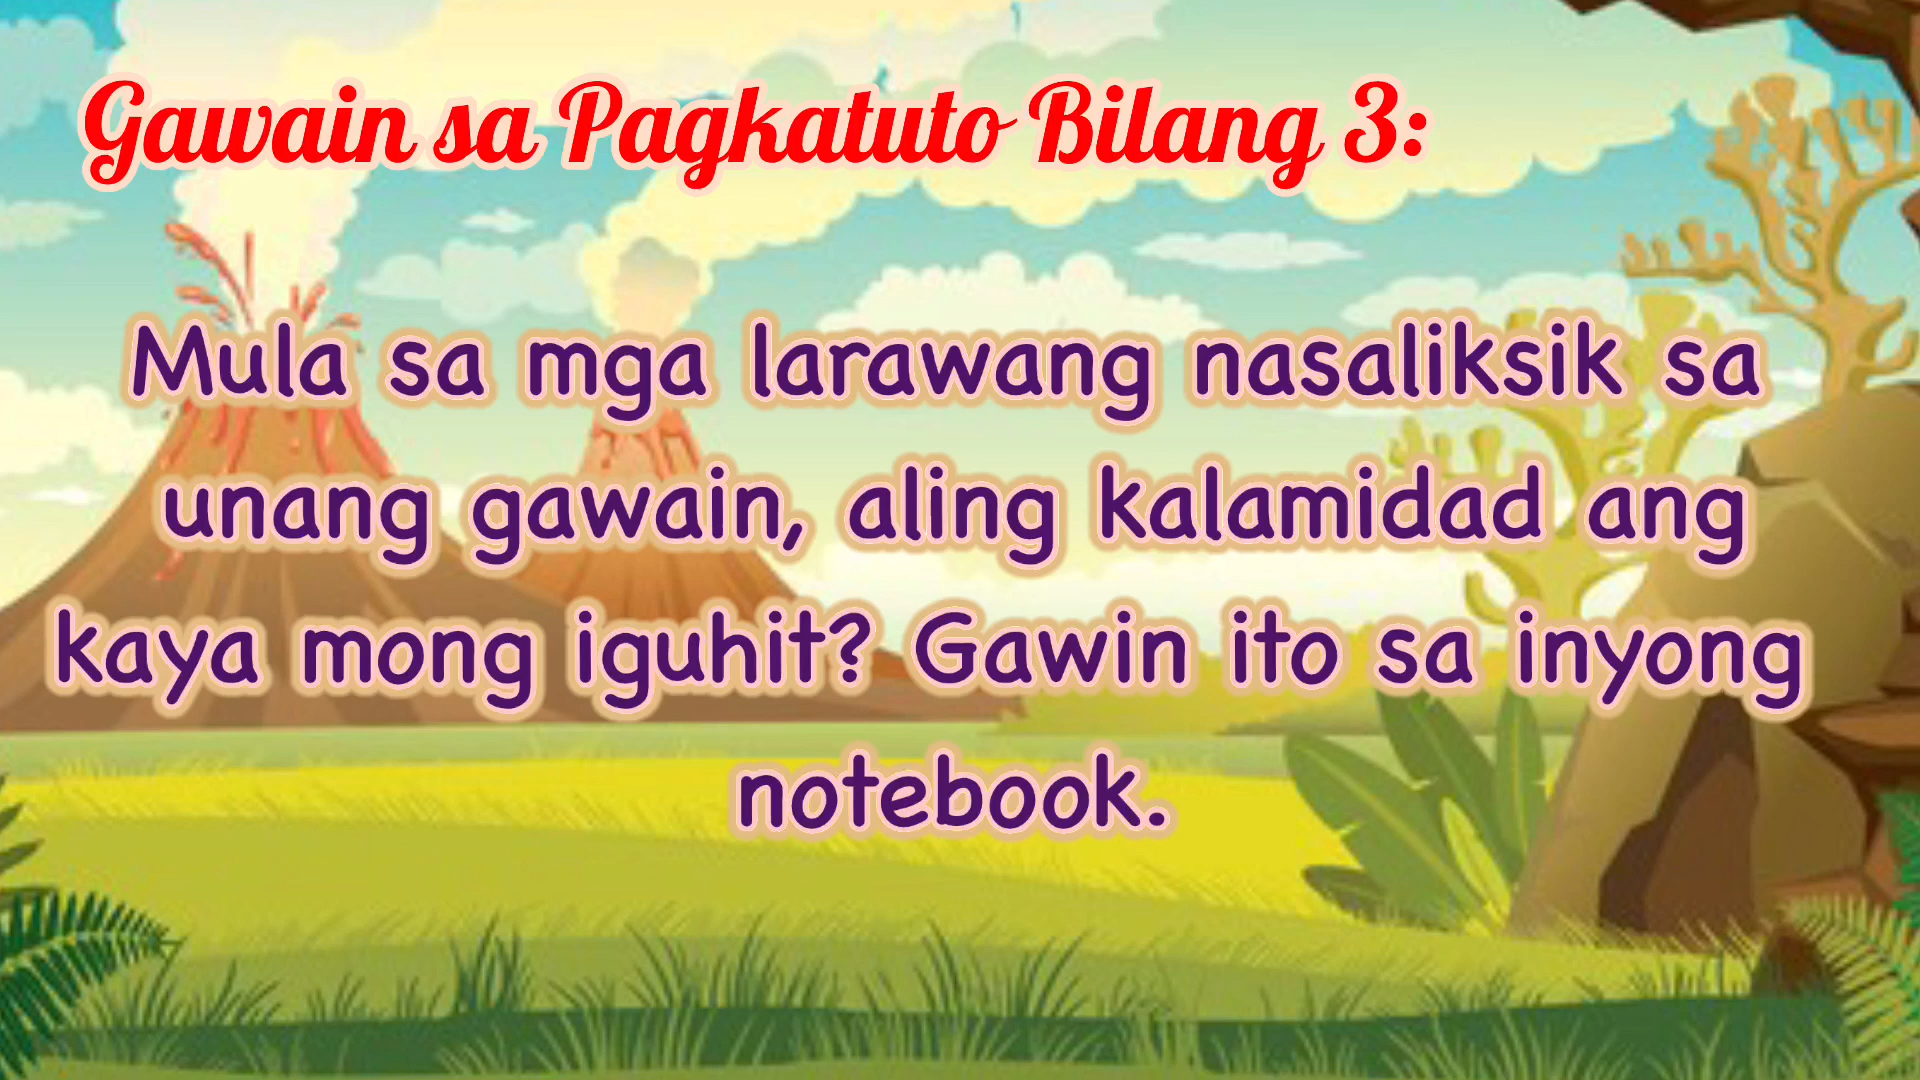 Gawain sa Pagkatuto Bilang 3:
Mula sa mga larawang nasaliksik sa
unang gawain, aling kalamidad ang
kaya mong iguhit? Gawin ito sa inyong
notebook.